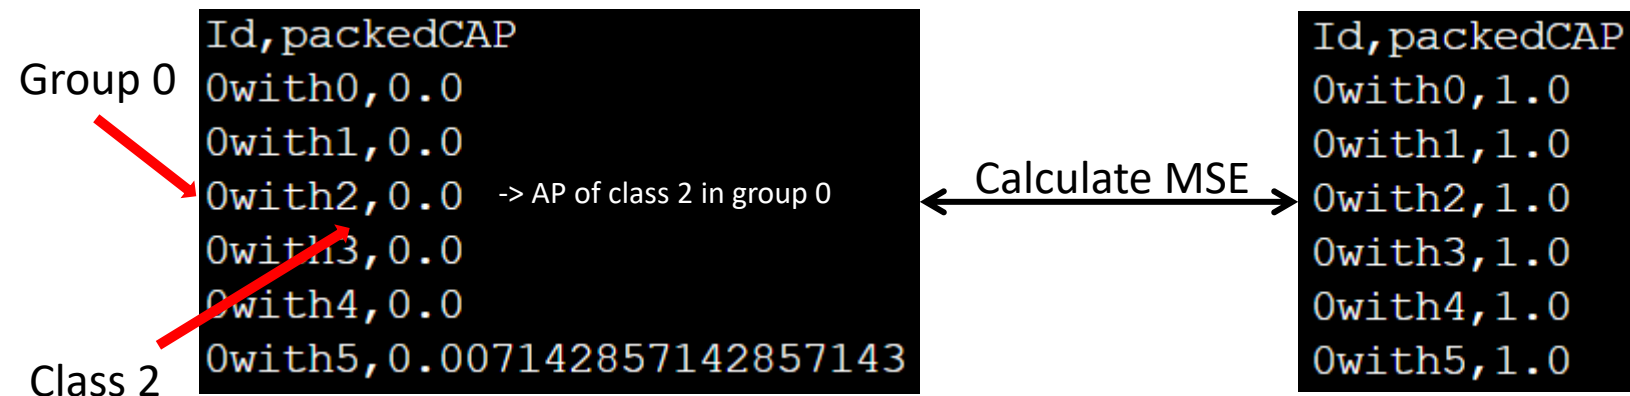 Group 0
Id,packedCAP
0with0,0.0
0with1,0.0
0with2,0.0
-> AP of class 2 in group 0
0with3,0.0
0with4,0.0
0with5,0.007142857142857143
Class 2
Calculate MSE
Id,packedCAP
0with0,1.0
0with1,1.0
0with2,1.0
0with3,1.0
0with4,1.0
0with5,1.0